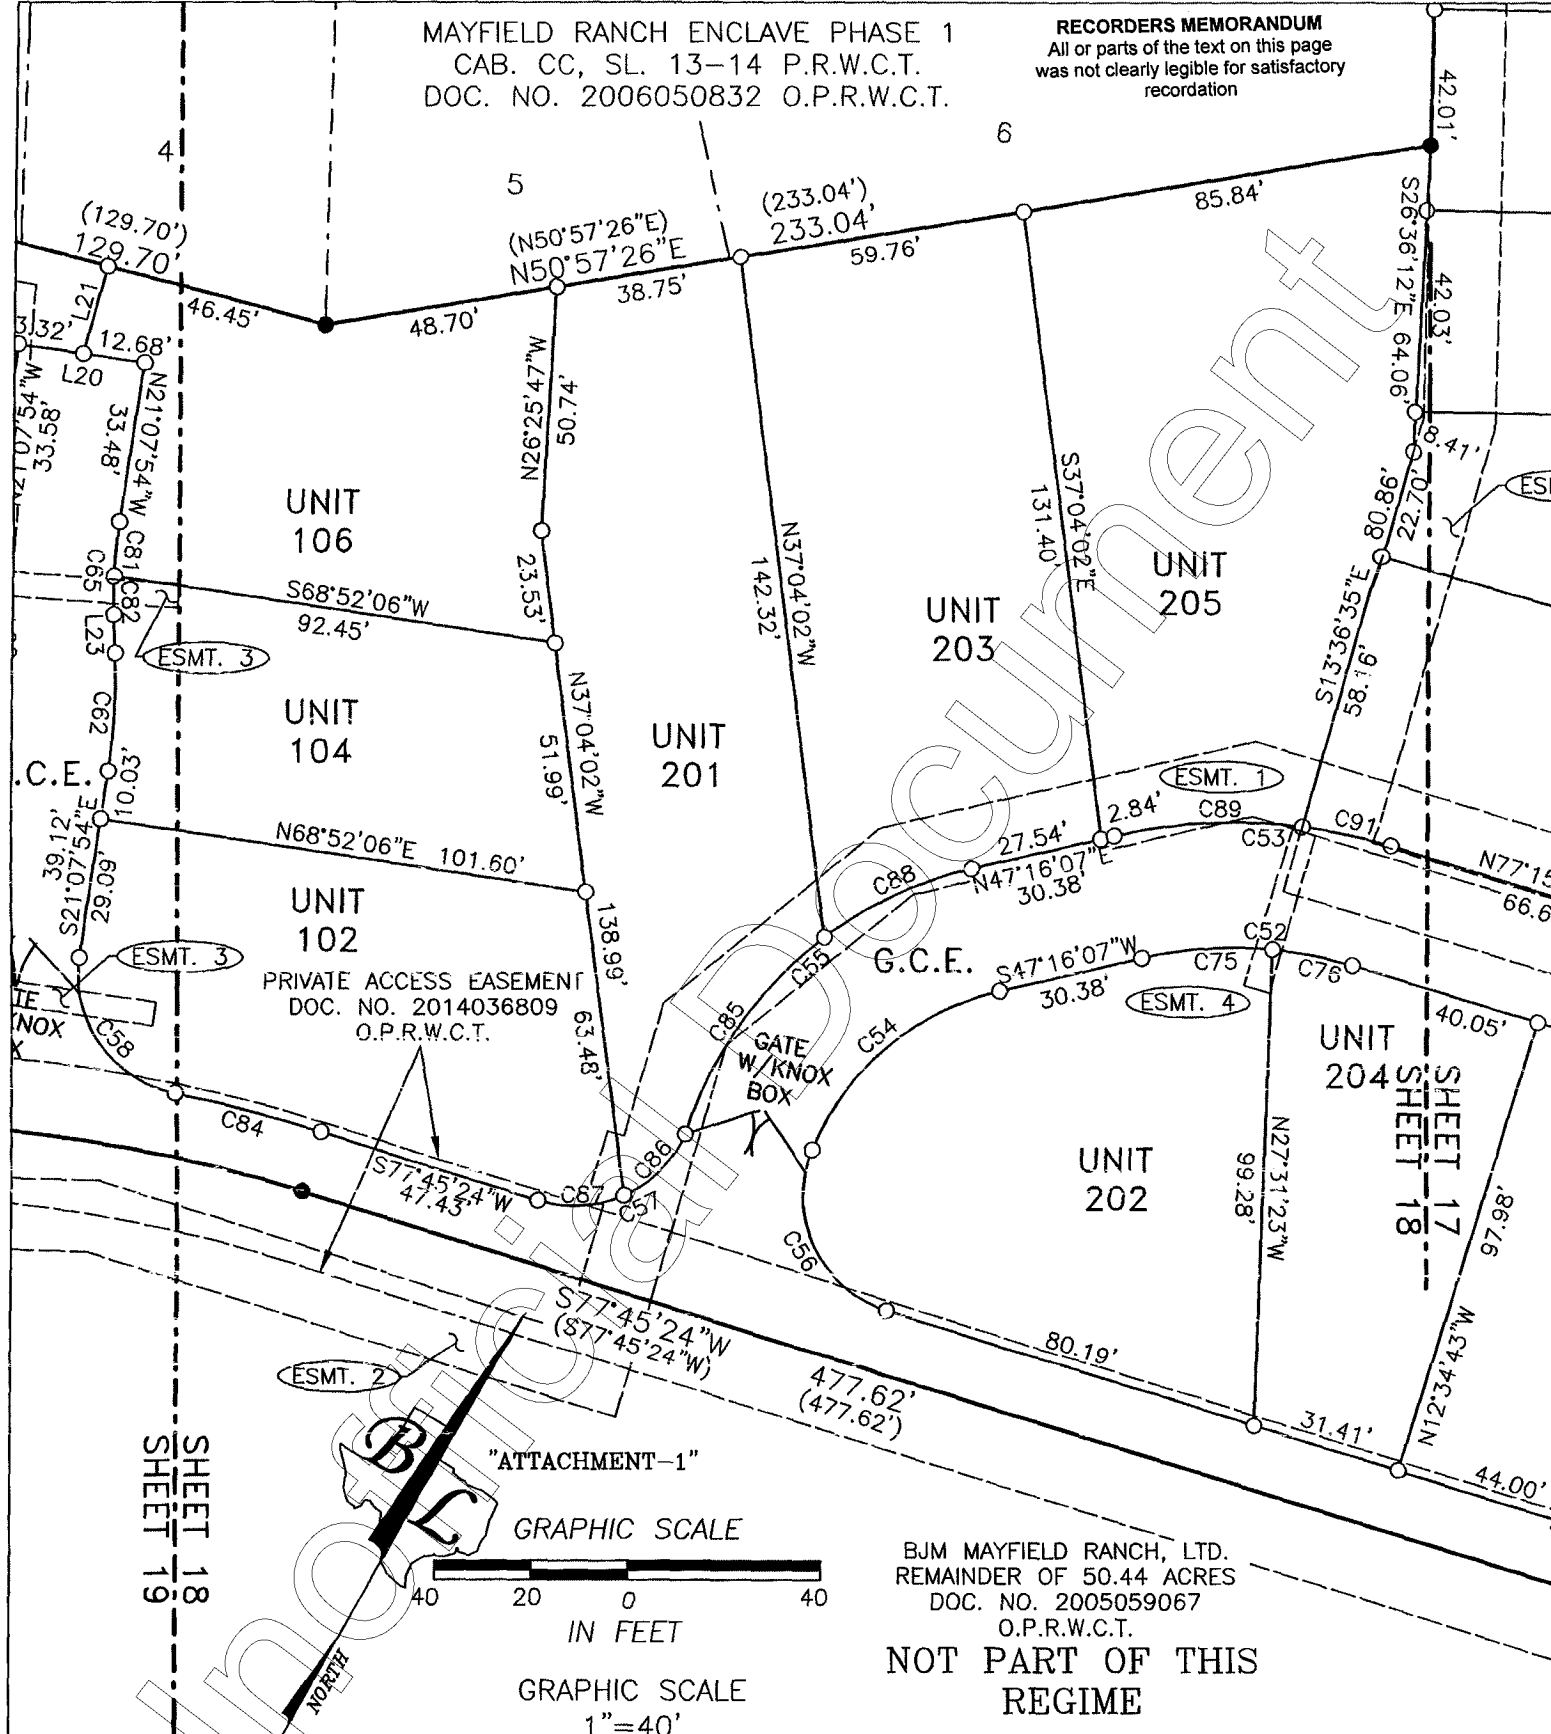 MAYFIELD RANCH ENCLAVE PHASE 1
CAB. CC, SL. 13-14 P.R.W.C.T.
DOC. NO. 2006050832 O.P.R.W.C.T.
RECORDERS MEMORANDUM
All or parts of the text on this page
was not clearly legible for satisfactory
recordation
4
5
6
42.01'
(129.70')
129.70'
46.45'
L21
3.32'
12.68'
L20
48.70'
(N50°57'26"E)
N50°57'26"E
38.75'
(233.04')
233.04'
59.76'
85.84'
S26°36'12"E 64.06'
42.03'
8.41'
80.86'
22.70'
N21°07'54"W
33.58'
N21°07'54"W
33.48'
N26°25'47"W
50.74'
23.53'
UNIT
106
C81
C65
C82
L23
S68°52'06"W
92.45'
ESMT. 3
N37°04'02"W
142.32'
S37°04'02"E
131.40'
UNIT
203
UNIT
205
S13°36'35"E
58.16'
C62
UNIT
104
N37°04'02"W
51.99'
UNIT
201
.C.E.
10.03'
39.12'
S21°07'54"E
29.09'
N68°52'06"E 101.60'
UNIT
102
138.99'
63.48'
ESMT. 1
2.84'
C89
C53
C91
27.54'
N47°16'07"E
30.38'
C88
N77°15
66.6
ESMT. 3
PRIVATE ACCESS EASEMENT
DOC. NO. 2014036809
O.P.R.W.C.T.
C58
KNOX
C55
C85
G.C.E.
S47°16'07"W
30.38'
C52
C75
C76
ESMT. 4
40.05'
C54
GATE
W/KNOX
BOX
UNIT
204
SHEET 17
SHEET 18
C84
S77°45'24"W
47.43'
C87
C86
C57
C56
UNIT
202
N27°31'23"W
99.28'
97.98'
N12°34'43"W
S77°45'24"W
(S77°45'24"W)
80.19'
477.62'
(477.62')
31.41'
44.00'
ESMT. 2
SHEET 18
SHEET 19
B
L
"ATTACHMENT-1"
NORTH
GRAPHIC SCALE
40 20 0 40
IN FEET
GRAPHIC SCALE
1"=40'
BJM MAYFIELD RANCH, LTD.
REMAINDER OF 50.44 ACRES
DOC. NO. 2005059067
O.P.R.W.C.T.
NOT PART OF THIS
REGIME
Unofficial Document